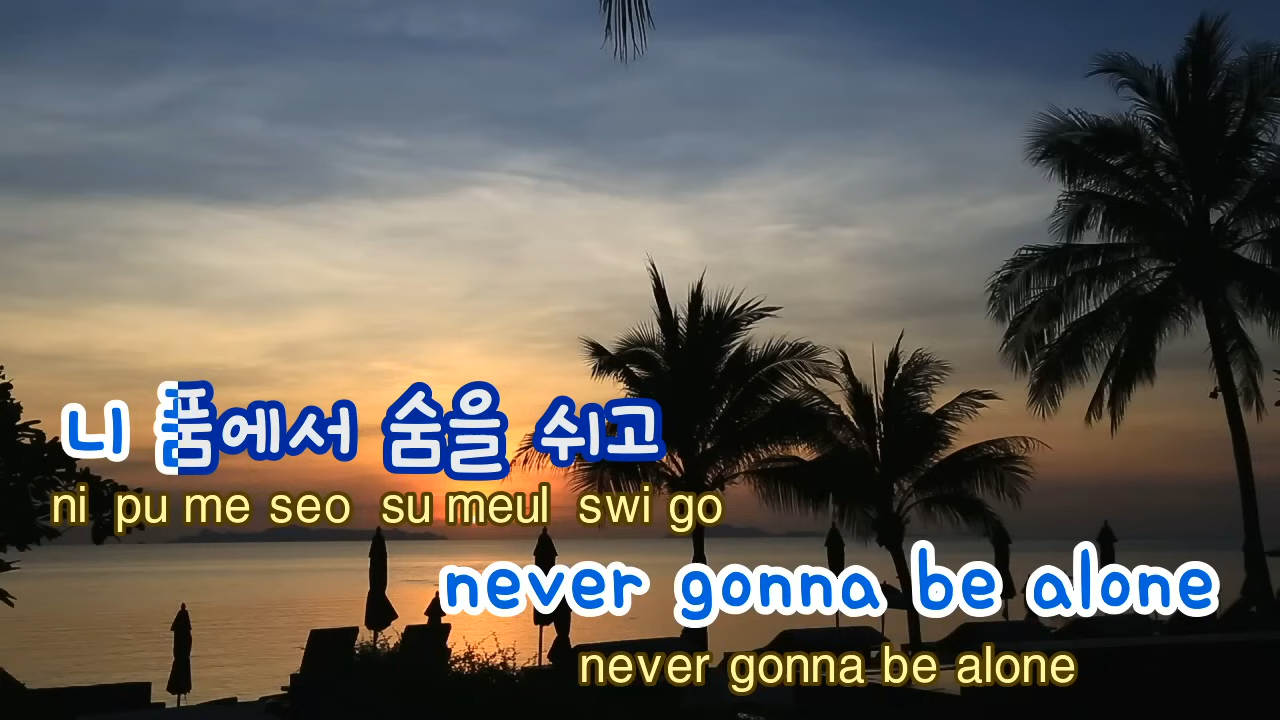 니 품에서 숨을 쉬고
ni pu me seo su meul swi go
never gonna be alone
never gonna be alone